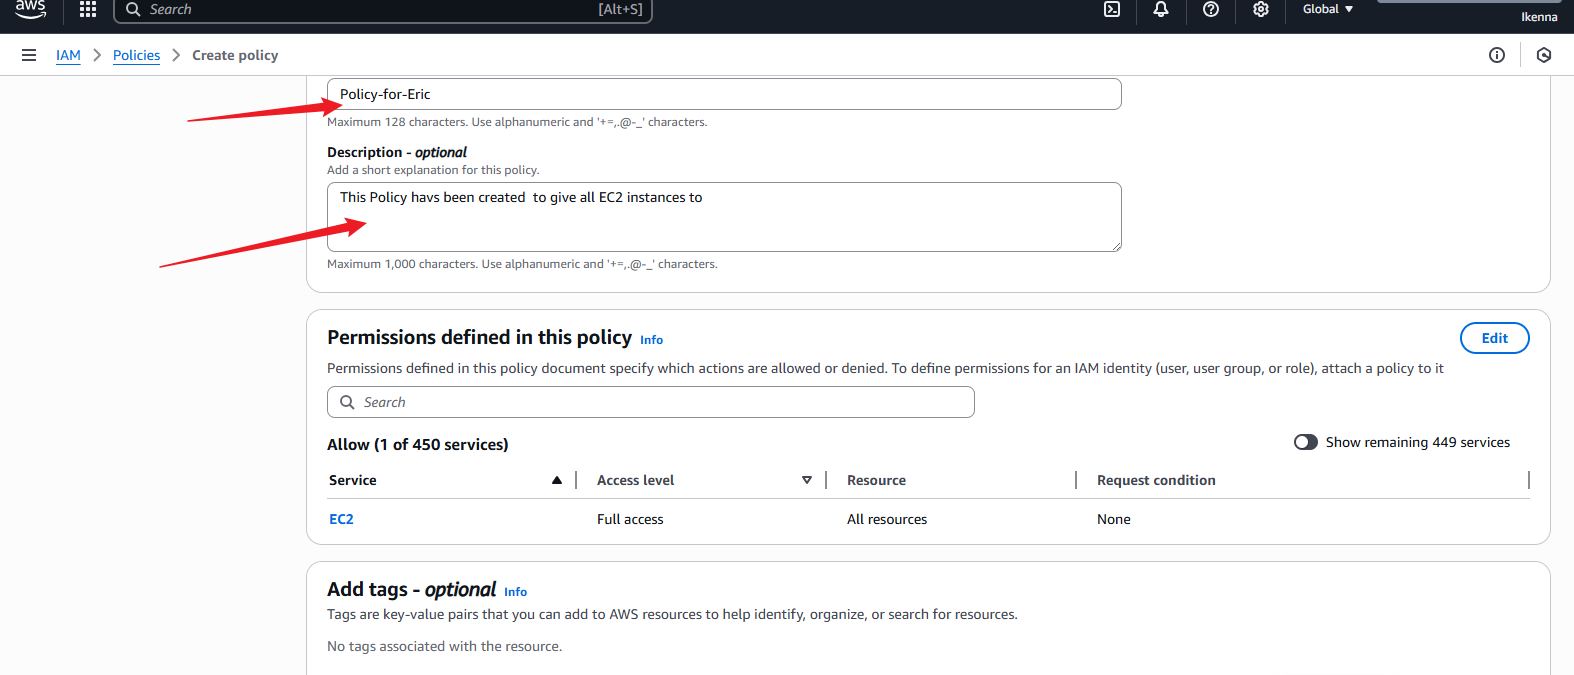 aws
Search
[Alt+S]
Global
Ikenna
IAM
Policies
Create policy
Policy-for-Eric
Maximum 128 characters. Use alphanumeric and '+=,.@-_' characters.
Description - optional
Add a short explanation for this policy.
This Policy havs been created  to give all EC2 instances to
Maximum 1,000 characters. Use alphanumeric and '+=,.@-_' characters.
Permissions defined in this policy Info
Edit
Permissions defined in this policy document specify which actions are allowed or denied. To define permissions for an IAM identity (user, user group, or role), attach a policy to it
Search
Allow (1 of 450 services)
Show remaining 449 services
Service Access level Resource Request condition
EC2 Full access All resources None
Add tags - optional Info
Tags are key-value pairs that you can add to AWS resources to help identify, organize, or search for resources.
No tags associated with the resource.